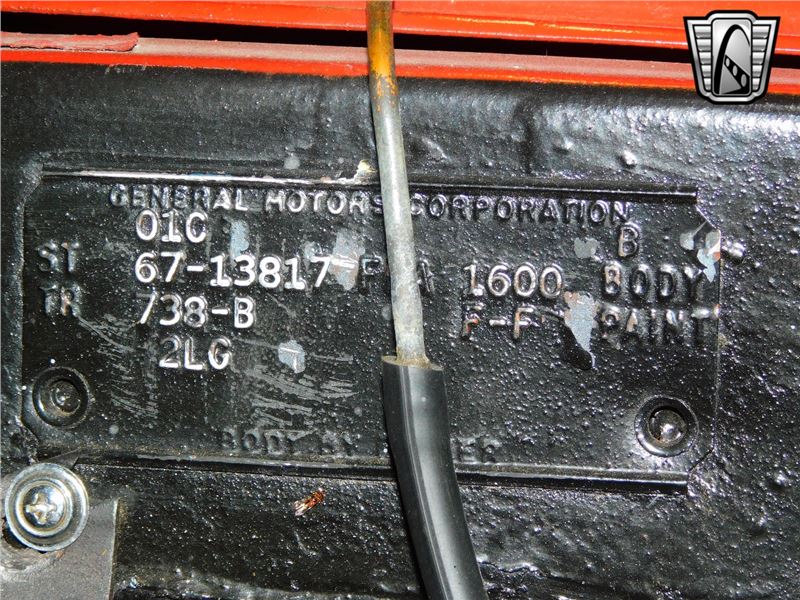 GENERAL MOTORS CORPORATION
01C B
ST 67-13817 1600 BODY
TR 738-B F-F PAINT
2LG
BODY BY